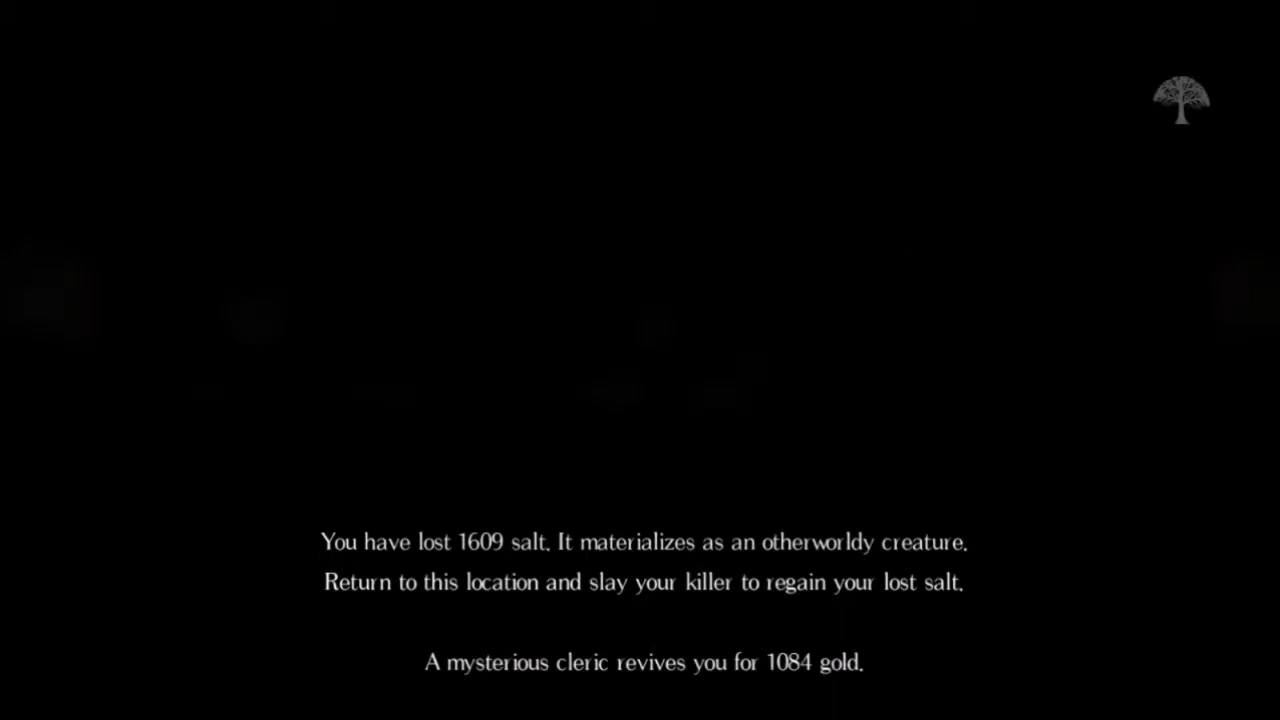 You have lost 1609 salt. It materializes as an otherworldy creature.
Return to this location and slay your killer to regain your lost salt.
A mysterious cleric revives you for 1084 gold.